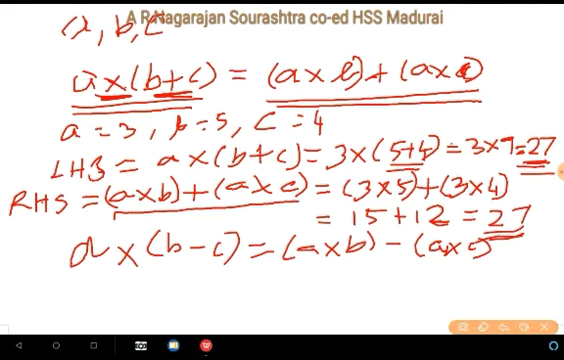 A R Nagarajan Sourashtra co-ed HSS Madurai
a, b, c
a×(b+c) = (a×b)+(a×c)
a=3, b=5, c=4
LHS = a×(b+c) = 3×(5+4) = 3×9 = 27
RHS = (a×b)+(a×c) = (3×5)+(3×4)
= 15+12 = 27
a×(b-c) = (a×b)-(a×c)